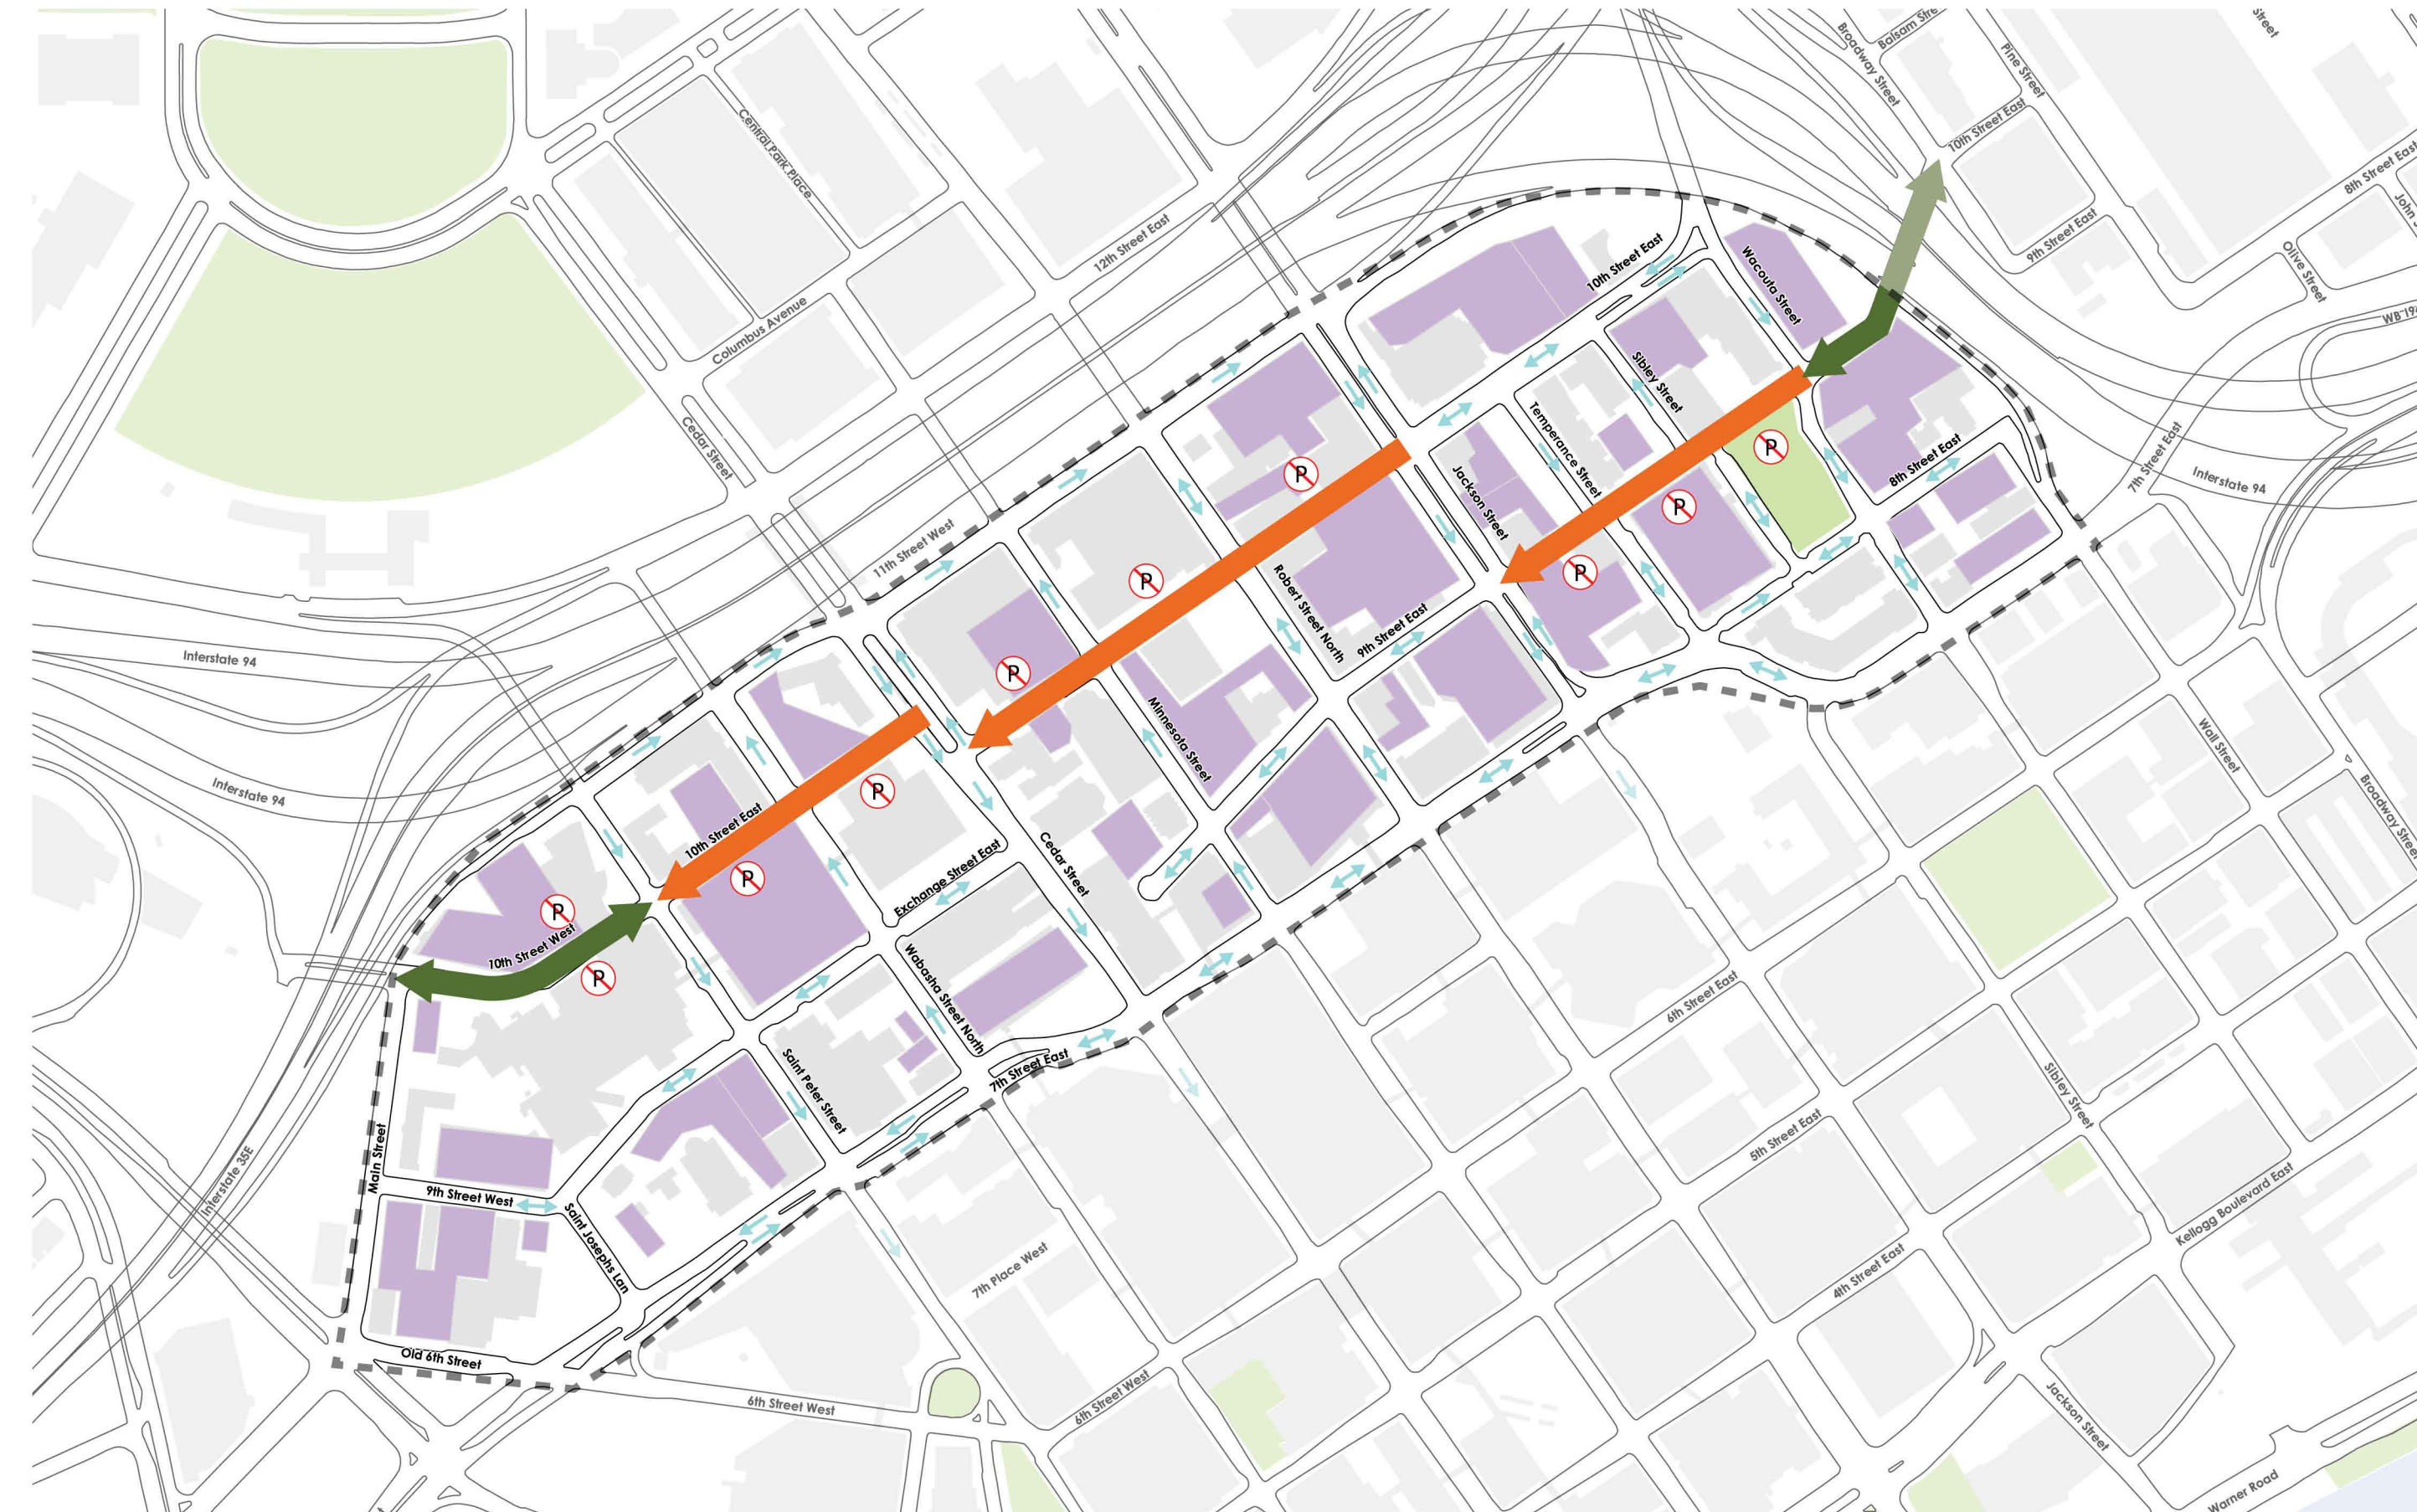 Street
Balsam Stre
Broadway Street
Pine Street
10th Street East
8th Street East
John
Central Park Place
12th Street East
9th Street East
Olive Street
10th Street East
Wacouta Street
WB I94
Columbus Avenue
Sibley Street
P
Cedar Street
Temperance Street
7th Street East
8th Street East
Interstate 94
P
Jackson Street
P
11th Street West
P
P
Robert Street North
9th Street East
Interstate 94
P
Minnesota Street
Wall Street
Interstate 94
P
Broadway Street
10th Street East
Cedar Street
P
Exchange Street East
P
10th Street West
P
Wabasha Street North
6th Street East
7th Street East
Saint Peter Street
Sibley Street
5th Street East
Main Street
Interstate 35E
9th Street West
Saint Josephs Lan
Kellogg Boulevard East
7th Place West
4th Street East
Old 6th Street
6th Street West
6th Street West
Jackson Street
Warner Road